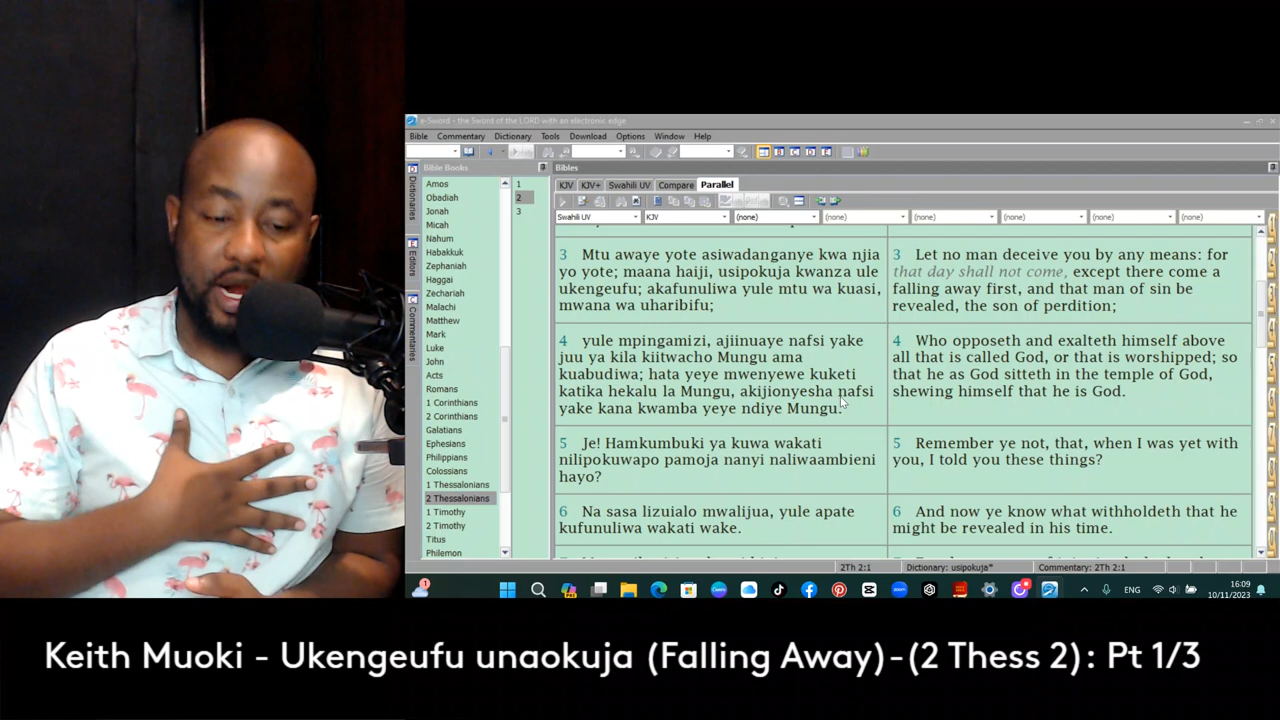 e-Sword - the Sword of the LORD with an electronic edge
Bible Commentary Dictionary Tools Download Options Window Help
Bible Books
Bibles
Dictionaries
Editors
Commentaries
Amos
Obadiah
Jonah
Micah
Nahum
Habakkuk
Zephaniah
Haggai
Zechariah
Malachi
Matthew
Mark
Luke
John
Acts
Romans
1 Corinthians
2 Corinthians
Galatians
Ephesians
Philippians
Colossians
1 Thessalonians
2 Thessalonians
1 Timothy
2 Timothy
Titus
Philemon
1
2
3
KJV KJV+ Swahili UV Compare Parallel
Swahili UV KJV (none) (none) (none) (none) (none) (none)
3 Mtu awaye yote asiwadanganye kwa njia
yo yote; maana haiji, usipokuja kwanza ule
ukengeufu; akafunuliwa yule mtu wa kuasi,
mwana wa uharibifu;
3 Let no man deceive you by any means: for
that day shall not come, except there come a
falling away first, and that man of sin be
revealed, the son of perdition;
4 yule mpingamizi, ajiinuaye nafsi yake
juu ya kila kiitwacho Mungu ama
kuabudiwa; hata yeye mwenyewe kuketi
katika hekalu la Mungu, akijionyesha nafsi
yake kana kwamba yeye ndiye Mungu.
4 Who opposeth and exalteth himself above
all that is called God, or that is worshipped; so
that he as God sitteth in the temple of God,
shewing himself that he is God.
5 Je! Hamkumbuki ya kuwa wakati
nilipokuwapo pamoja nanyi naliwaambieni
hayo?
5 Remember ye not, that, when I was yet with
you, I told you these things?
6 Na sasa lizuialo mwalijua, yule apate
kufunuliwa wakati wake.
6 And now ye know what withholdeth that he
might be revealed in his time.
2Th 2:1 Dictionary: usipokuja* Commentary: 2Th 2:1
ENG
16:09
10/11/2023
Keith Muoki - Ukengeufu unaokuja (Falling Away)-(2 Thess 2): Pt 1/3